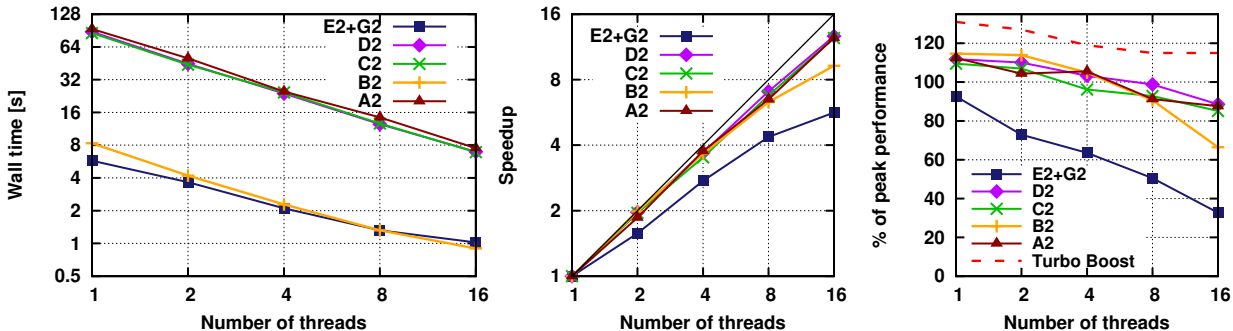 Wall time [s]
128
64
32
16
8
4
2
1
0.5
1
2
4
8
16
Number of threads
E2+G2
D2
C2
B2
A2
Speedup
16
8
4
2
1
1
2
4
8
16
Number of threads
E2+G2
D2
C2
B2
A2
% of peak performance
120
100
80
60
40
20
0
1
2
4
8
16
Number of threads
E2+G2
D2
C2
B2
A2
Turbo Boost